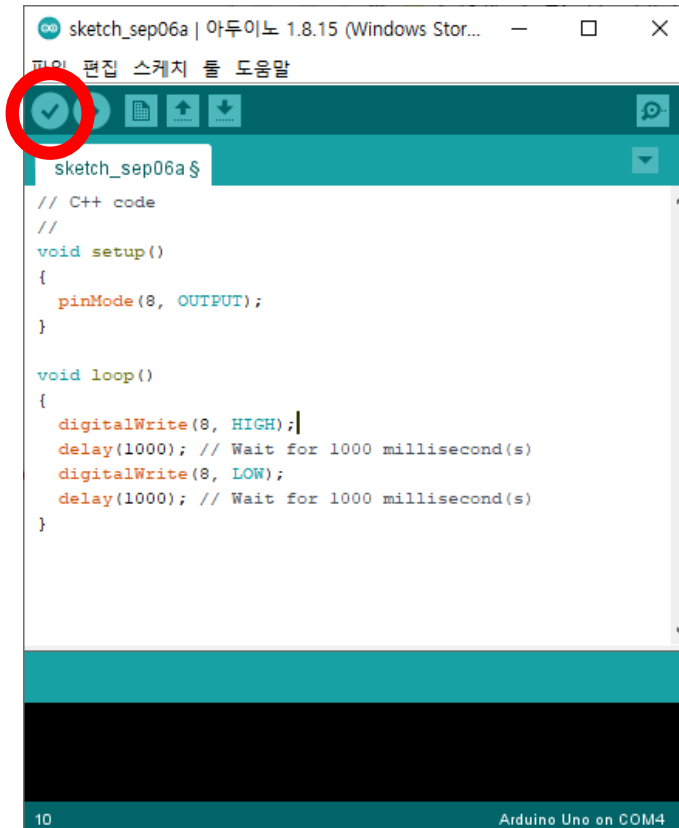 sketch_sep06a | 아두이노 1.8.15 (Windows Stor...
파일 편집 스케치 툴 도움말
sketch_sep06a §
// C++ code
//
void setup()
{
  pinMode(8, OUTPUT);
}
void loop()
{
  digitalWrite(8, HIGH);
  delay(1000); // Wait for 1000 millisecond(s)
  digitalWrite(8, LOW);
  delay(1000); // Wait for 1000 millisecond(s)
}
10 Arduino Uno on COM4